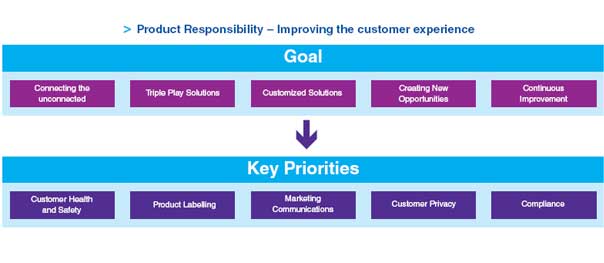 > Product Responsibility – Improving the customer experience
Goal
Connecting the
unconnected
Triple Play Solutions
Customized Solutions
Creating New
Opportunities
Continuous
Improvement
Key Priorities
Customer Health
and Safety
Product Labelling
Marketing
Communications
Customer Privacy
Compliance